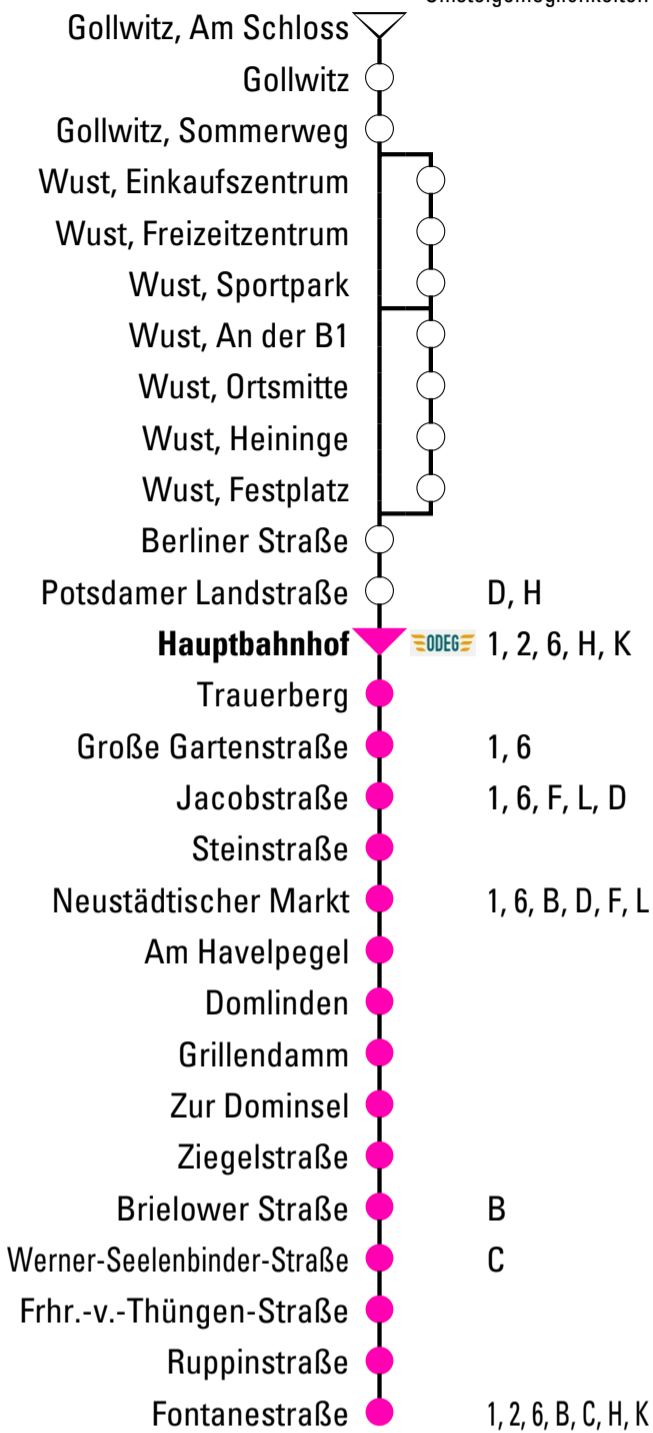 Umsteigemöglichkeiten
Gollwitz, Am Schloss
Gollwitz
Gollwitz, Sommerweg
Wust, Einkaufszentrum
Wust, Freizeitzentrum
Wust, Sportpark
Wust, An der B1
Wust, Ortsmitte
Wust, Heininge
Wust, Festplatz
Berliner Straße
Potsdamer Landstraße D, H
Hauptbahnhof ODEG 1, 2, 6, H, K
Trauerberg
Große Gartenstraße 1, 6
Jacobstraße 1, 6, F, L, D
Steinstraße
Neustädtischer Markt 1, 6, B, D, F, L
Am Havelpegel
Domlinden
Grillendamm
Zur Dominsel
Ziegelstraße
Brielower Straße B
Werner-Seelenbinder-Straße C
Frhr.-v.-Thüngen-Straße
Ruppinstraße
Fontanestraße 1, 2, 6, B, C, H, K